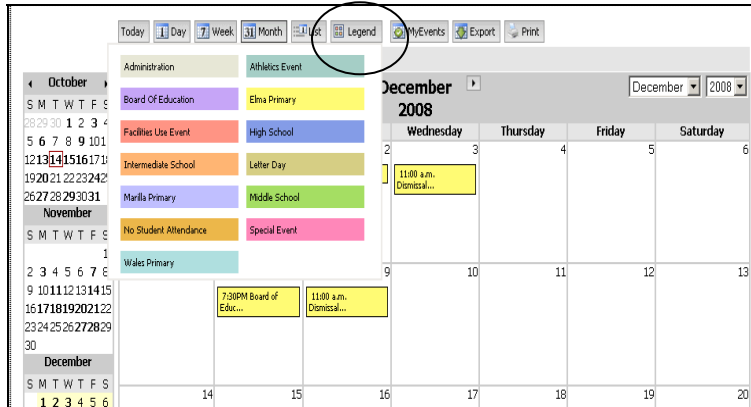 Today 1 Day 7 Week 31 Month List Legend MyEvents Export Print
Administration Athletics Event
Board Of Education Elma Primary
Facilities Use Event High School
Intermediate School Letter Day
Marilla Primary Middle School
No Student Attendance Special Event
Wales Primary
October
S M T W T F S
28 29 30 1 2 3 4
5 6 7 8 9 10 1
12 13 14 15 16 17 18
19 20 21 22 23 24 25
26 27 28 29 30 31
November
S M T W T F S
1
2 3 4 5 6 7 8
9 10 11 12 13 14 15
16 17 18 19 20 21 22
23 24 25 26 27 28 29
30
December
S M T W T F S
1 2 3 4 5 6
December
2008
December 2008
Wednesday Thursday Friday Saturday
2 3 4 5 6
11:00 a.m.
Dismissal...
9 10 11 12 13
7:30PM Board of
Educ...
11:00 a.m.
Dismissal...
14 15 16 17 18 19 20